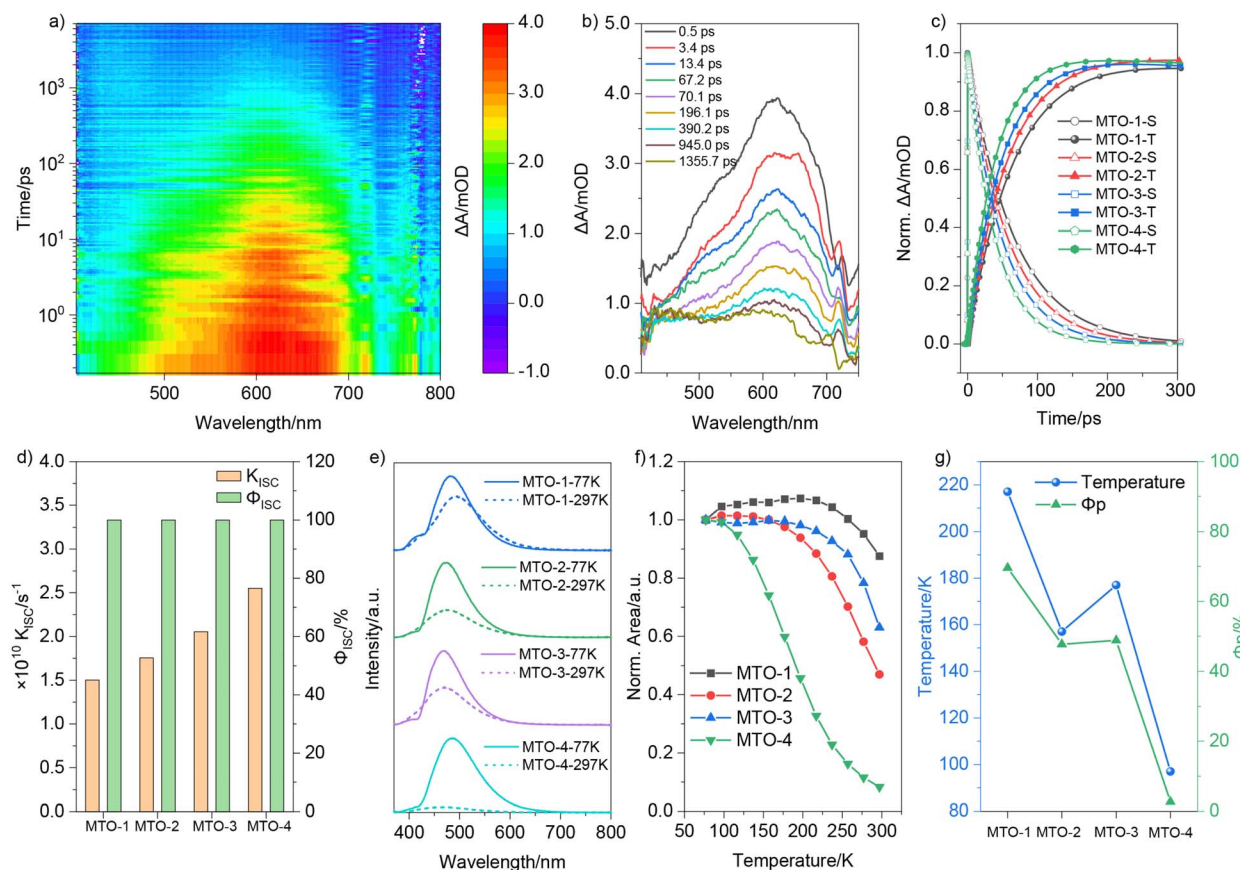 a)
Time/ps
10³
10²
10¹
10⁰
500
600
700
800
Wavelength/nm
4.0
3.0
2.0
1.0
0.0
-1.0
ΔA/mOD
b)
ΔA/mOD
5.0
4.0
3.0
2.0
1.0
0.0
0.5 ps
3.4 ps
13.4 ps
67.2 ps
70.1 ps
196.1 ps
390.2 ps
945.0 ps
1355.7 ps
500
600
700
Wavelength/nm
c)
Norm. ΔA/mOD
1.0
0.8
0.6
0.4
0.2
0.0
MTO-1-S
MTO-1-T
MTO-2-S
MTO-2-T
MTO-3-S
MTO-3-T
MTO-4-S
MTO-4-T
0
100
200
300
Time/ps
d)
×10¹⁰ K_ISC/s⁻¹
4.0
3.5
3.0
2.5
2.0
1.5
1.0
0.5
0.0
K_ISC
Φ_ISC
120
100
80
60
40
20
0
Φ_ISC/%
MTO-1
MTO-2
MTO-3
MTO-4
e)
Intensity/a.u.
MTO-1-77K
MTO-1-297K
MTO-2-77K
MTO-2-297K
MTO-3-77K
MTO-3-297K
MTO-4-77K
MTO-4-297K
400
500
600
700
800
Wavelength/nm
f)
Norm. Area/a.u.
1.2
1.0
0.8
0.6
0.4
0.2
0.0
MTO-1
MTO-2
MTO-3
MTO-4
50
100
150
200
250
300
Temperature/K
g)
Temperature/K
220
200
180
160
140
120
100
80
Temperature
Φp
100
80
60
40
20
0
Φp/%
MTO-1
MTO-2
MTO-3
MTO-4